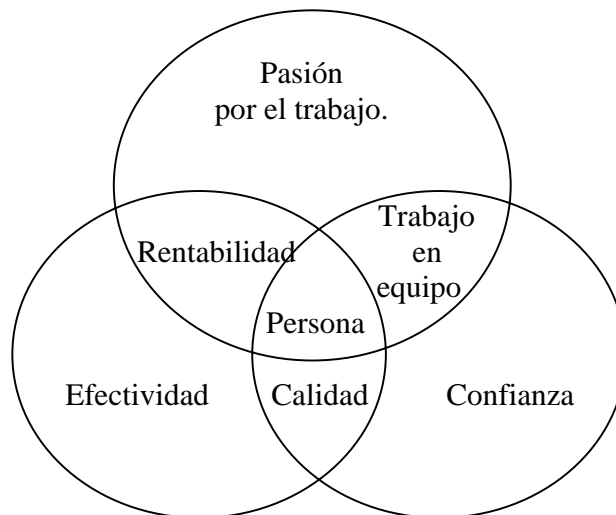 Pasión
por el trabajo.
Rentabilidad
Trabajo
en
equipo
Persona
Efectividad
Calidad
Confianza